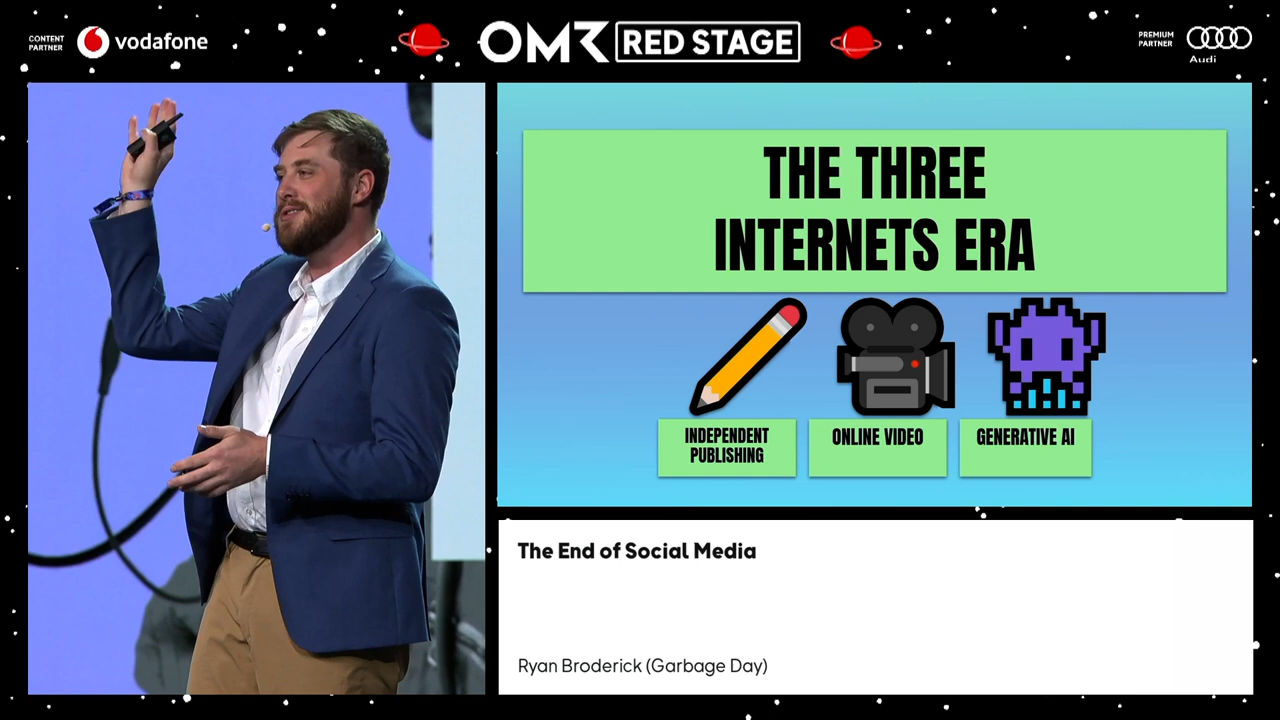 CONTENT
PARTNER
vodafone
OMR RED STAGE
PREMIUM
PARTNER
Audi
THE THREE
INTERNETS ERA
INDEPENDENT
PUBLISHING
ONLINE VIDEO
GENERATIVE AI
The End of Social Media
Ryan Broderick (Garbage Day)